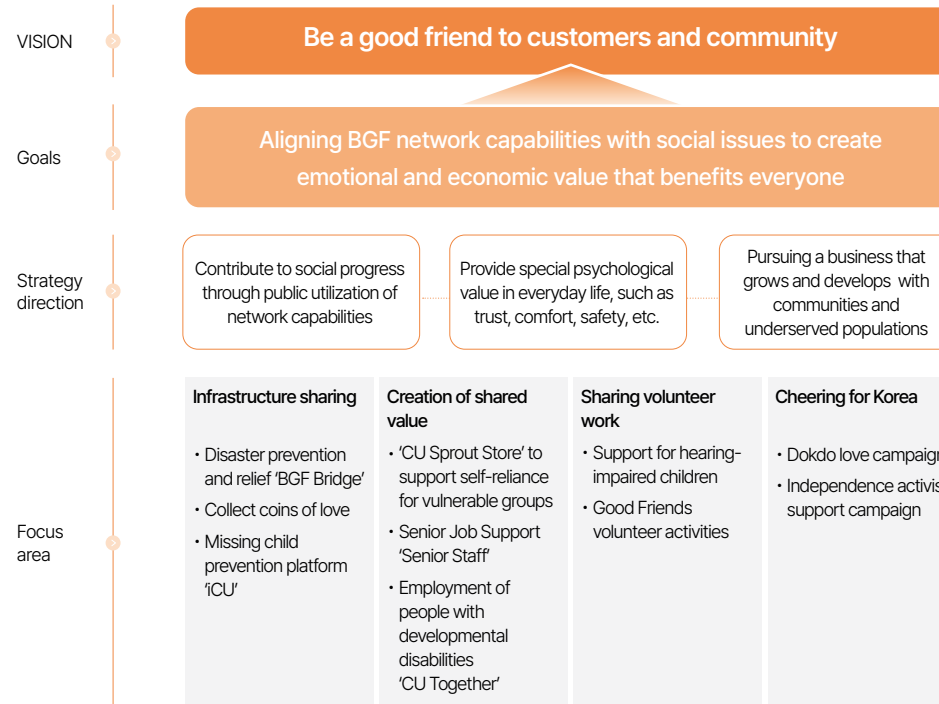 VISION
Be a good friend to customers and community
Goals
Aligning BGF network capabilities with social issues to create
emotional and economic value that benefits everyone
Strategy
direction
Contribute to social progress
through public utilization of
network capabilities
Provide special psychological
value in everyday life, such as
trust, comfort, safety, etc.
Pursuing a business that
grows and develops with
communities and
underserved populations
Focus
area
Infrastructure sharing
· Disaster prevention
and relief ‘BGF Bridge’
· Collect coins of love
· Missing child
prevention platform
‘iCU’
Creation of shared
value
· ‘CU Sprout Store’ to
support self-reliance
for vulnerable groups
· Senior Job Support
‘Senior Staff’
· Employment of
people with
developmental
disabilities
‘CU Together’
Sharing volunteer
work
· Support for hearing-
impaired children
· Good Friends
volunteer activities
Cheering for Korea
· Dokdo love campaign
· Independence
support campaign